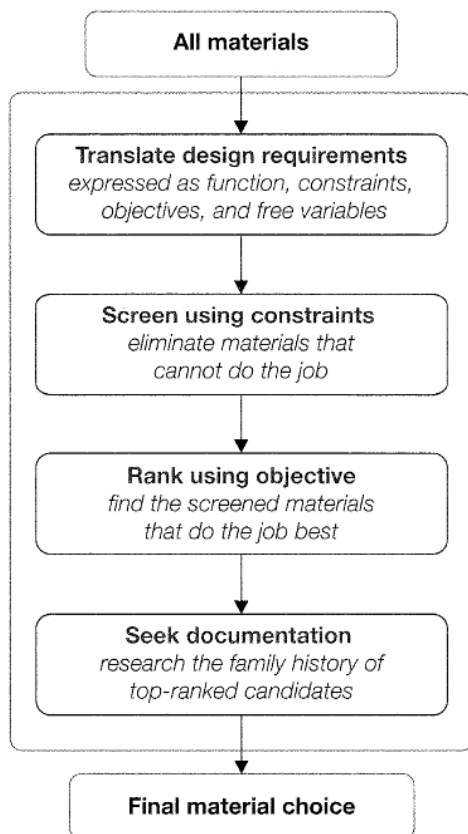 All materials
Translate design requirements
expressed as function, constraints,
objectives, and free variables
Screen using constraints
eliminate materials that
cannot do the job
Rank using objective
find the screened materials
that do the job best
Seek documentation
research the family history of
top-ranked candidates
Final material choice